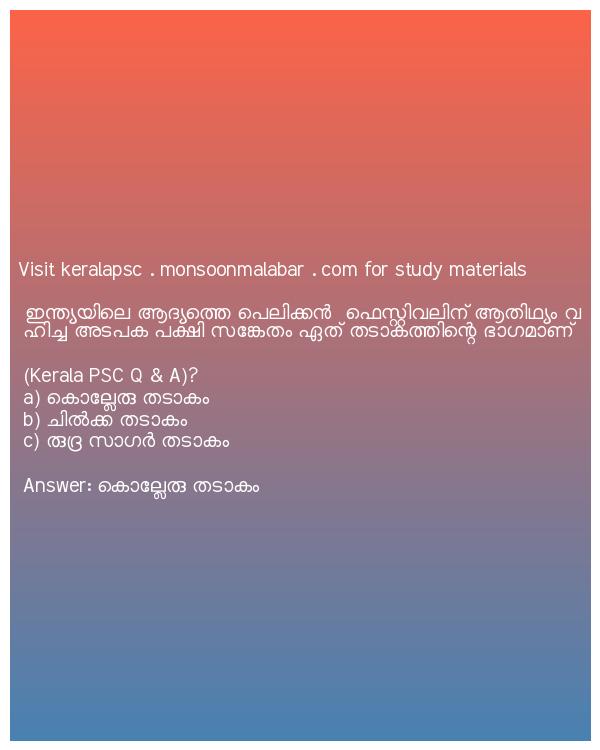 Visit keralapsc . monsoonmalabar . com for study materials
ഇന്ത്യയിലെ ആദ്യത്തെ പെലിക്കൻ ഫെസ്റ്റിവലിന് ആതിഥ്യം വ
ഹിച്ച അടപക പക്ഷി സങ്കേതം ഏത് തടാകത്തിന്റെ ഭാഗമാണ്
(Kerala PSC Q & A)?
a) കൊല്ലേരു തടാകം
b) ചിൽക്ക തടാകം
c) രുദ്ര സാഗർ തടാകം
Answer: കൊല്ലേരു തടാകം